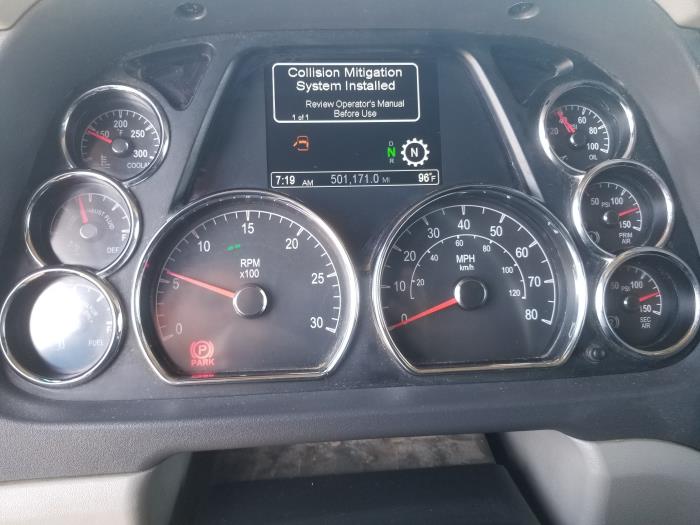 Collision Mitigation
System Installed
Review Operator's Manual
1 of 1 Before Use
D
N
R
N
7:19 AM 501,171.0 MI 96°F
150 200 °F 250 300
COOLANT
DEF
FUEL
0 5 10 15 20 25 30
RPM
x100
PARK
0 10 20 30 40 50 60 70 80
20 40 60 80 100 120
MPH
km/h
20 60 80 100
PSI
OIL
50 PSI 100 150
PRIM
AIR
50 PSI 100 150
SEC
AIR